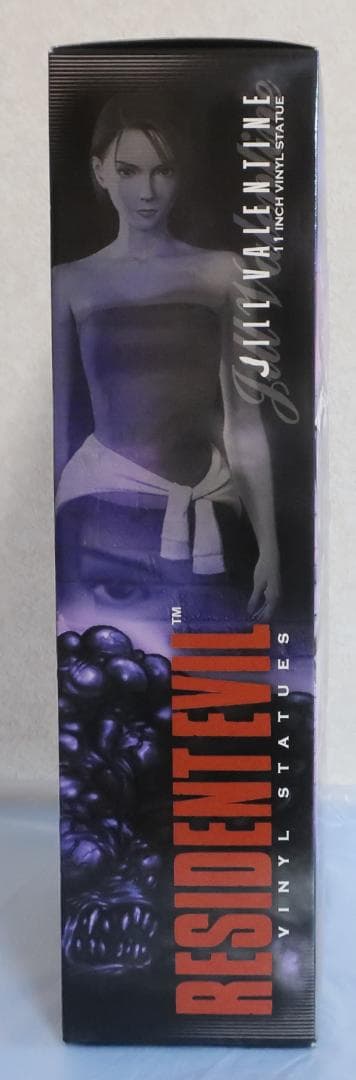 JILL VALENTINE
Jill Valentine
11 INCH VINYL STATUE
RESIDENT EVIL™
VINYL STATUES